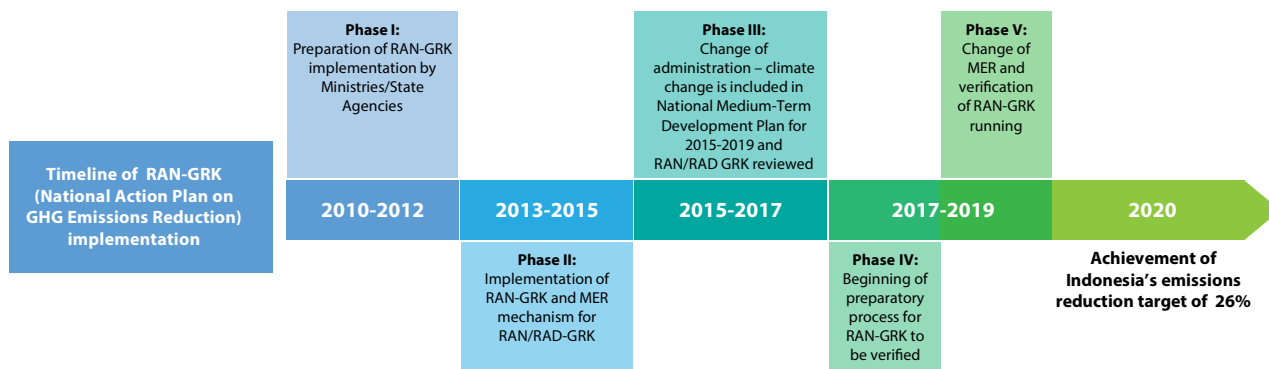 Timeline of RAN-GRK
(National Action Plan on
GHG Emissions Reduction)
implementation
Phase I:
Preparation of RAN-GRK
implementation by
Ministries/State
Agencies
2010-2012
2013-2015
Phase II:
Implementation of
RAN-GRK and MER
mechanism for
RAN/RAD-GRK
Phase III:
Change of
administration – climate
change is included in
National Medium-Term
Development Plan for
2015-2019 and
RAN/RAD GRK reviewed
2015-2017
2017-2019
Phase IV:
Beginning of
preparatory
process for
RAN-GRK to
be verified
Phase V:
Change of
MER and
verification
of RAN-GRK
running
2020
Achievement of
Indonesia's emissions
reduction target of 26%